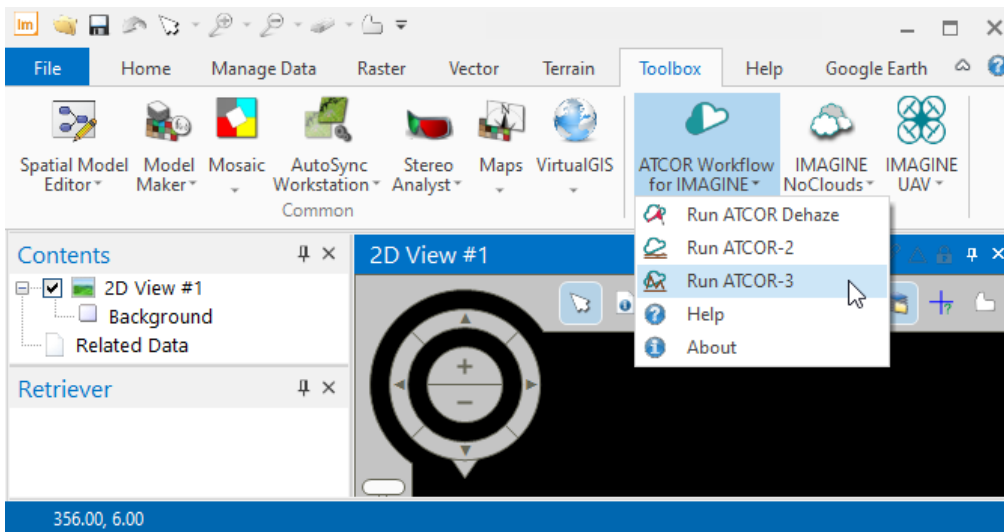 Im
File Home Manage Data Raster Vector Terrain Toolbox Help Google Earth
Spatial Model Model Mosaic AutoSync Stereo Maps VirtualGIS ATCOR Workflow IMAGINE IMAGINE
Editor Maker Workstation Analyst for IMAGINE NoClouds UAV
Common
Run ATCOR Dehaze
Run ATCOR-2
Run ATCOR-3
Help
About
Contents
2D View #1
Background
Related Data
Retriever
2D View #1
356.00, 6.00